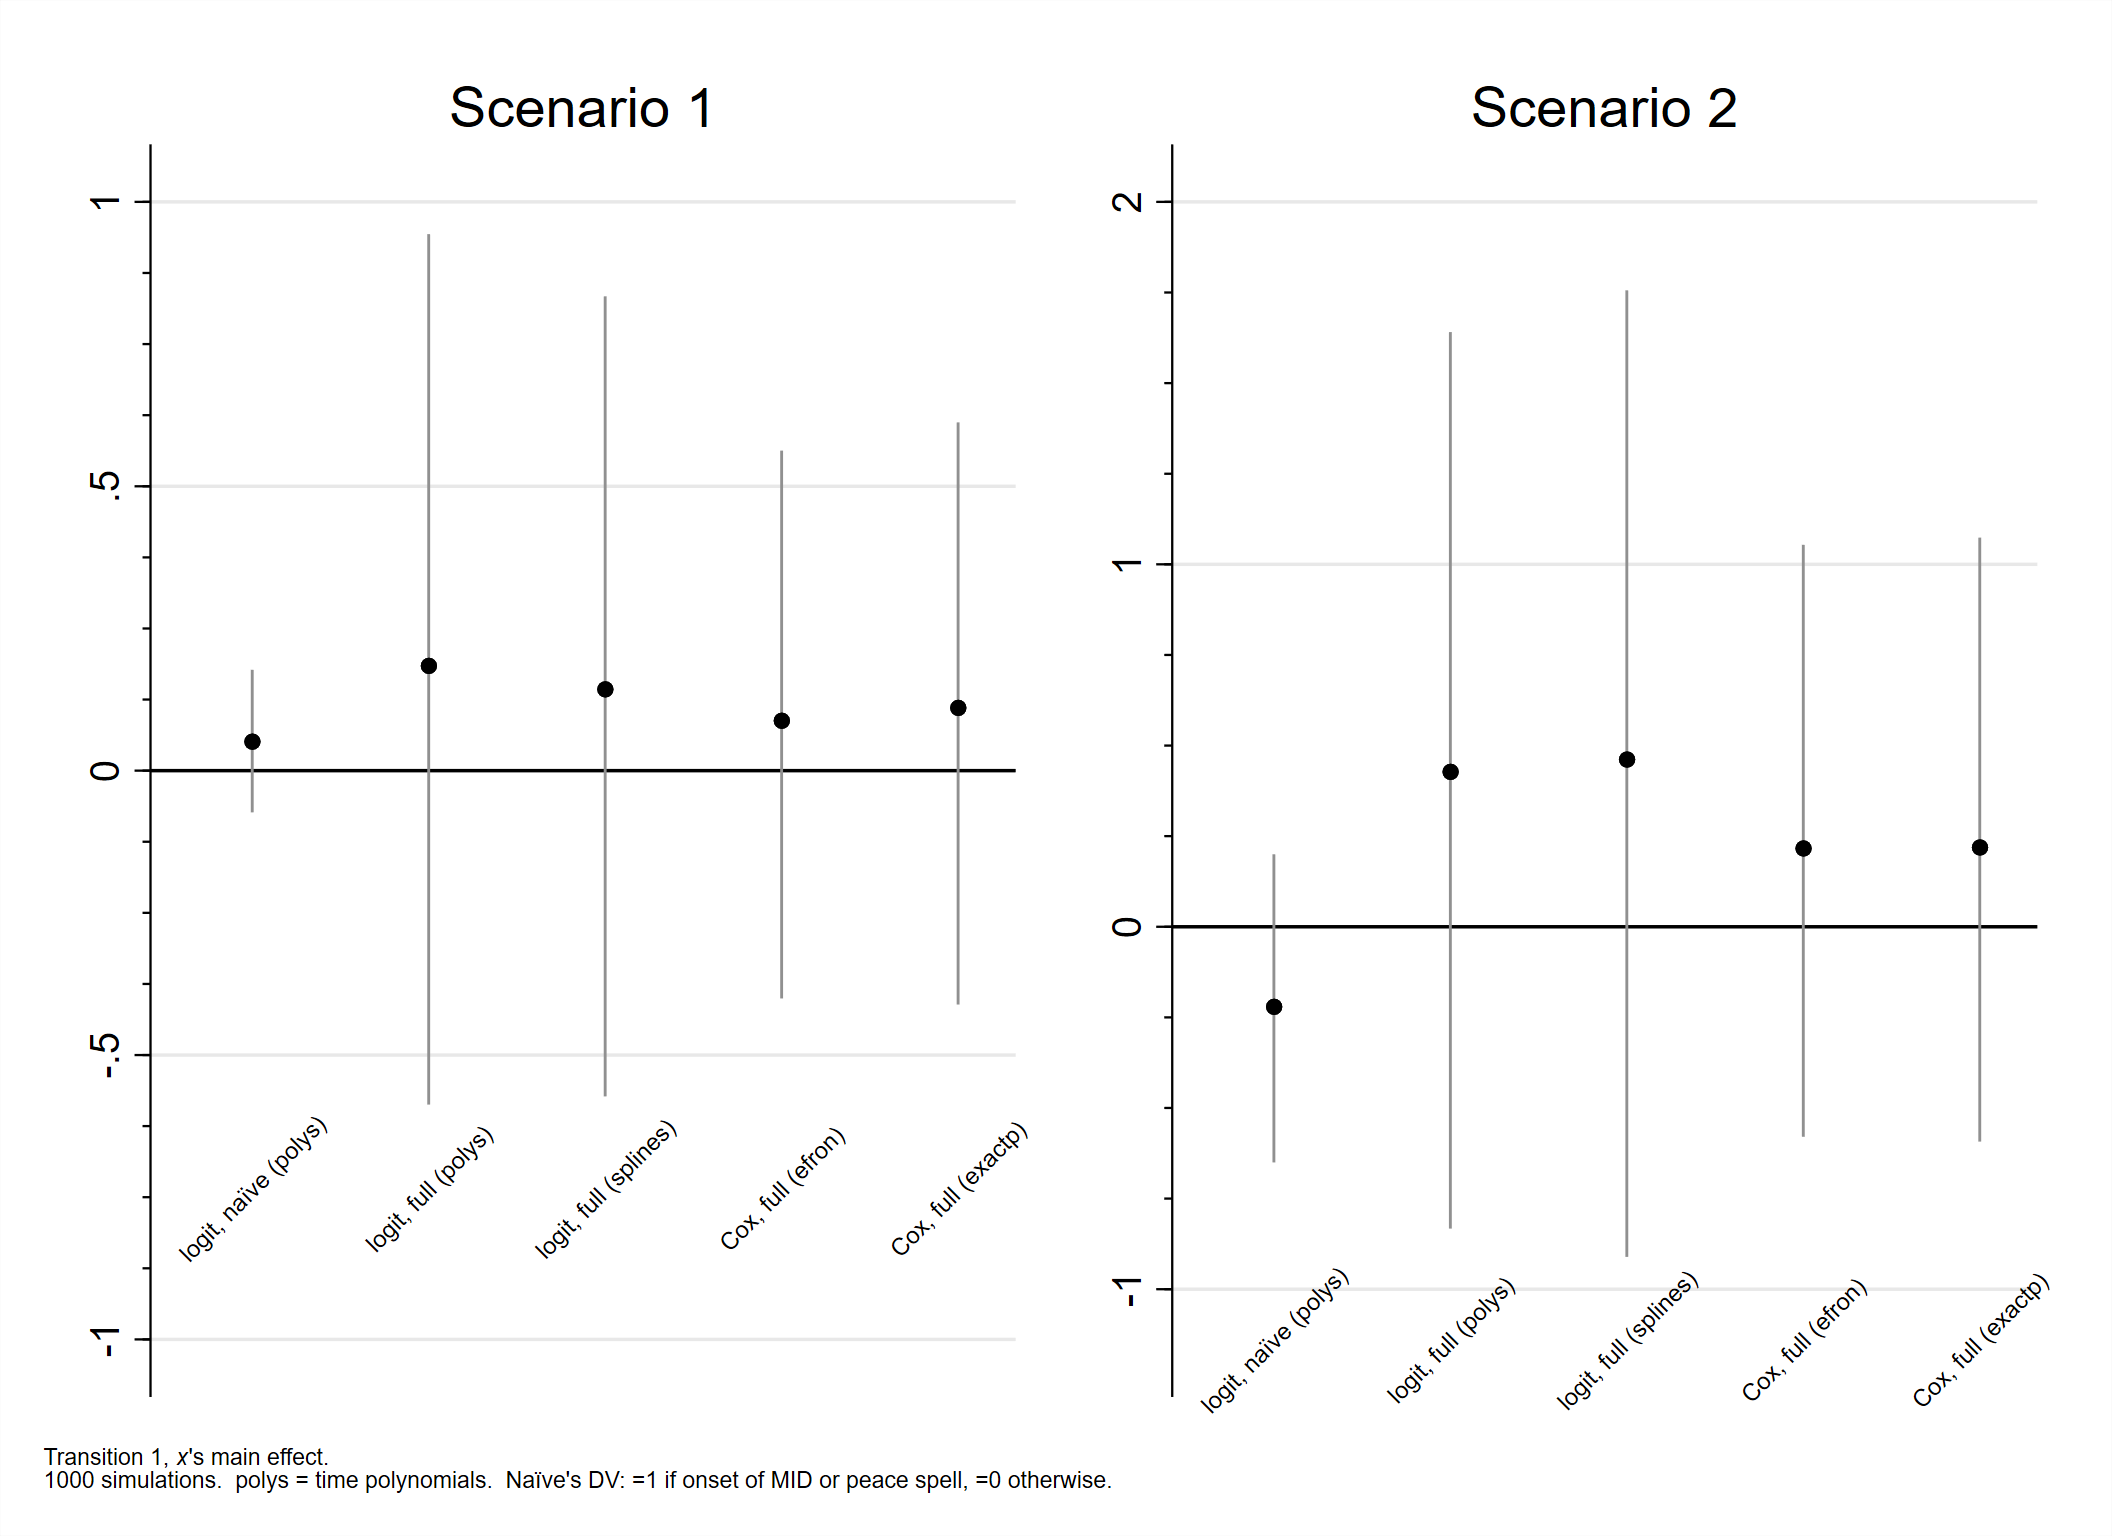 Scenario 1
1
.5
0
-.5
-1
logit, naïve (polys)
logit, full (polys)
logit, full (splines)
Cox, full (efron)
Cox, full (exactp)
Scenario 2
2
1
0
-1
logit, naïve (polys)
logit, full (polys)
logit, full (splines)
Cox, full (efron)
Cox, full (exactp)
Transition 1, x's main effect.
1000 simulations.  polys = time polynomials.  Naïve's DV: =1 if onset of MID or peace spell, =0 otherwise.